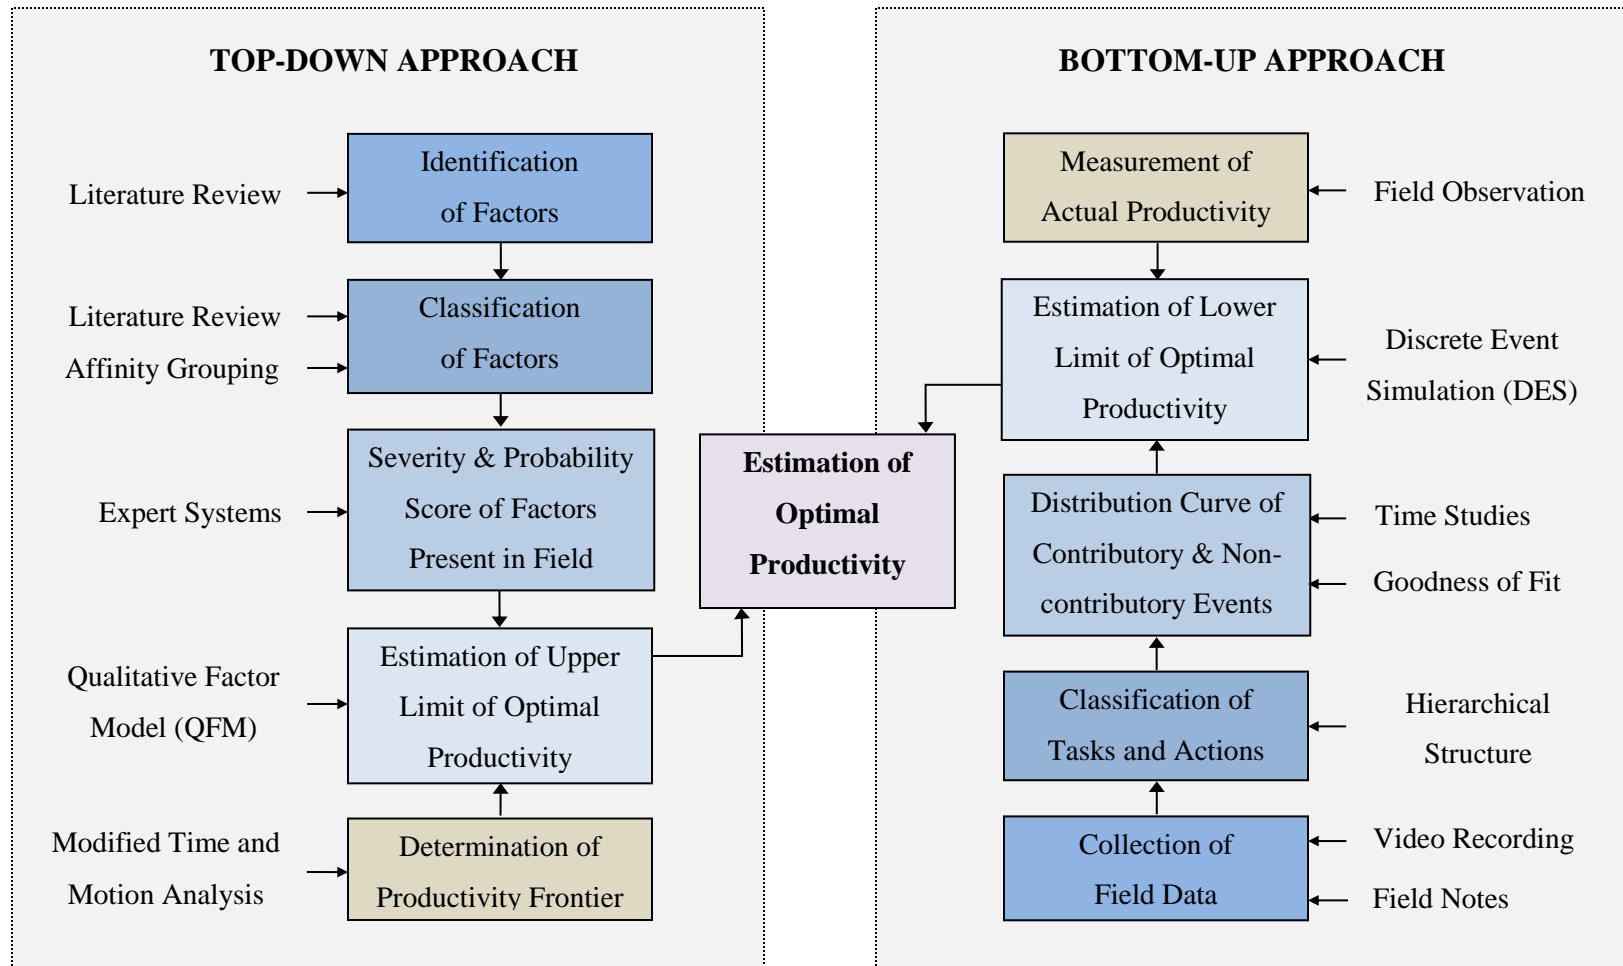 TOP-DOWN APPROACH
Literature Review
Identification
of Factors
Literature Review
Affinity Grouping
Classification
of Factors
Expert Systems
Severity & Probability
Score of Factors
Present in Field
Qualitative Factor
Model (QFM)
Estimation of Upper
Limit of Optimal
Productivity
Modified Time and
Motion Analysis
Determination of
Productivity Frontier
Estimation of
Optimal
Productivity
BOTTOM-UP APPROACH
Measurement of
Actual Productivity
Field Observation
Estimation of Lower
Limit of Optimal
Productivity
Discrete Event
Simulation (DES)
Distribution Curve of
Contributory & Non-
contributory Events
Time Studies
Goodness of Fit
Classification of
Tasks and Actions
Hierarchical
Structure
Collection of
Field Data
Video Recording
Field Notes